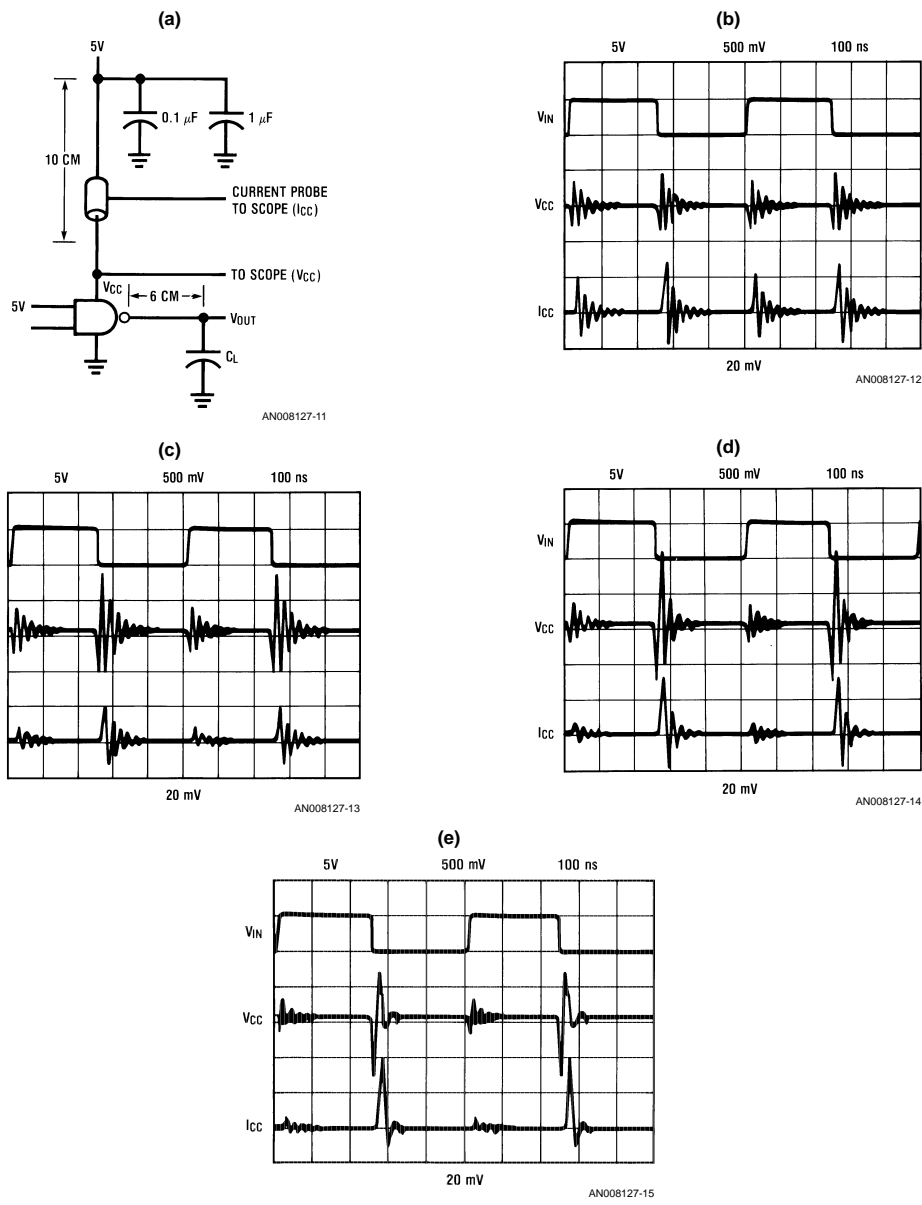 (a)
5V
0.1 μF
1 μF
10 CM
CURRENT PROBE
TO SCOPE (ICC)
TO SCOPE (VCC)
VCC
6 CM
5V
VOUT
CL
AN008127-11
(b)
5V 500 mV 100 ns
VIN
VCC
ICC
20 mV
AN008127-12
(c)
5V 500 mV 100 ns
20 mV
AN008127-13
(d)
5V 500 mV 100 ns
VIN
VCC
ICC
20 mV
AN008127-14
(e)
5V 500 mV 100 ns
VIN
VCC
ICC
20 mV
AN008127-15